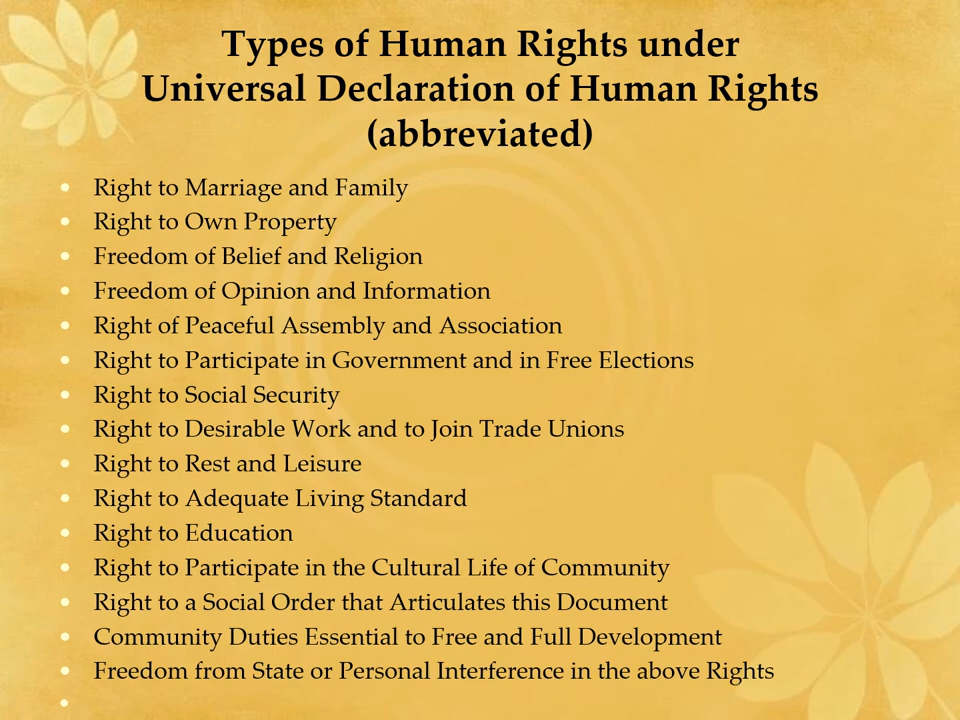 Types of Human Rights under
Universal Declaration of Human Rights
(abbreviated)
• Right to Marriage and Family
• Right to Own Property
• Freedom of Belief and Religion
• Freedom of Opinion and Information
• Right of Peaceful Assembly and Association
• Right to Participate in Government and in Free Elections
• Right to Social Security
• Right to Desirable Work and to Join Trade Unions
• Right to Rest and Leisure
• Right to Adequate Living Standard
• Right to Education
• Right to Participate in the Cultural Life of Community
• Right to a Social Order that Articulates this Document
• Community Duties Essential to Free and Full Development
• Freedom from State or Personal Interference in the above Rights
•